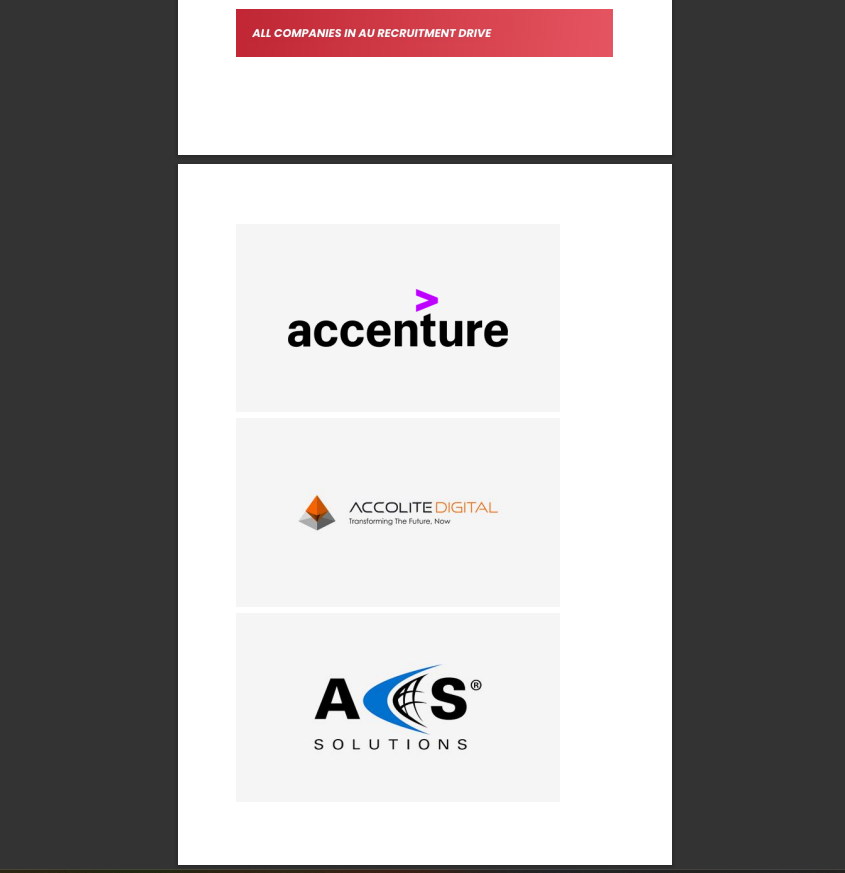 ALL COMPANIES IN AU RECRUITMENT DRIVE
>
accenture
ACCOLITE DIGITAL
Transforming The Future, Now
ACS®
SOLUTIONS